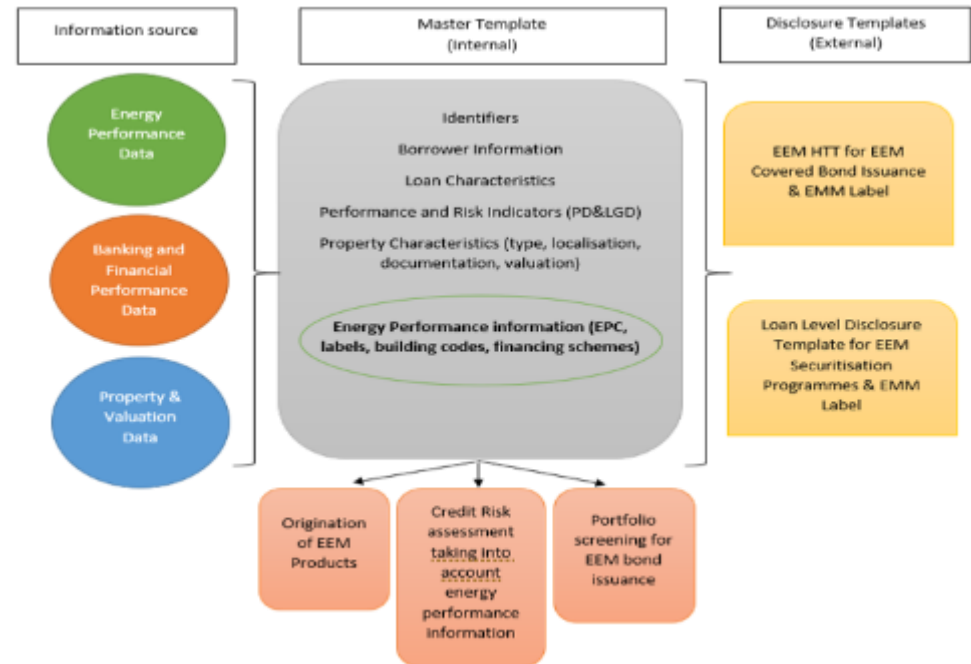 Information source
Master Template
(Internal)
Disclosure Templates
(External)
Energy
Performance
Data
Banking and
Financial
Performance
Data
Property &
Valuation
Data
Identifiers
Borrower Information
Loan Characteristics
Performance and Risk Indicators (PD&LGD)
Property Characteristics (type, localisation,
documentation, valuation)
Energy Performance information (EPC,
labels, building codes, financing schemes)
EEM HTT for EEM
Covered Bond Issuance
& EMM Label
Loan Level Disclosure
Template for EEM
Securitisation
Programmes & EMM
Label
Origination
of EEM
Products
Credit Risk
assessment
taking into
account
energy
performance
information
Portfolio
screening for
EEM bond
issuance